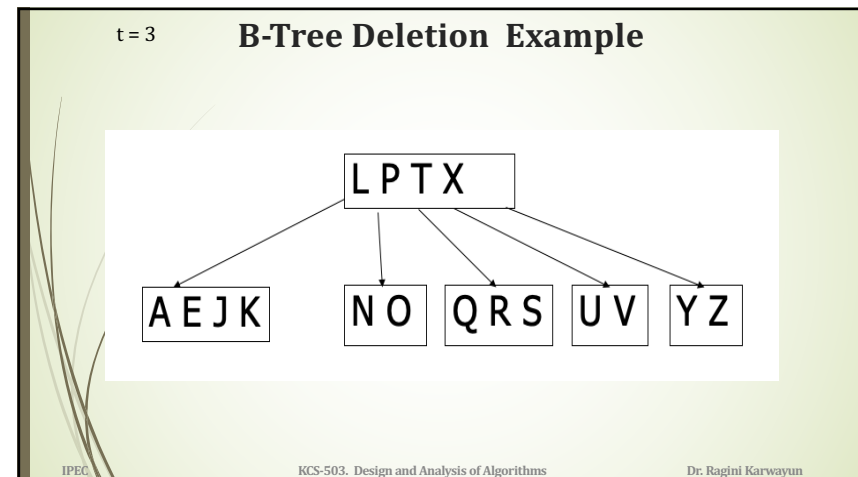 t = 3
B-Tree Deletion Example
L P T X
A E J K
N O
Q R S
U V
Y Z
IPEC
KCS-503. Design and Analysis of Algorithms
Dr. Ragini Karwayun